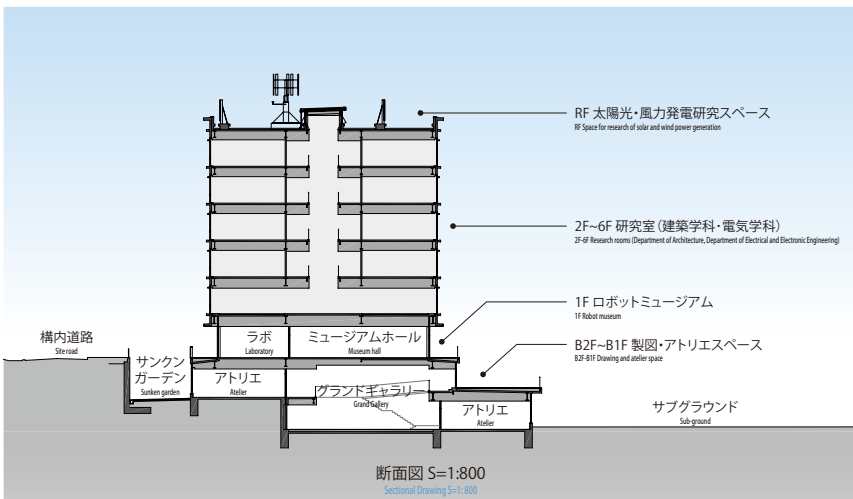 RF 太陽光・風力発電研究スペース
RF Space for research of solar and wind power generation
2F~6F 研究室（建築学科・電気学科）
2F-6F Research rooms (Department of Architecture, Department of Electrical and Electronic Engineering)
1F ロボットミュージアム
1F Robot museum
B2F~B1F 製図・アトリエスペース
B2F-B1F Drawing and atelier space
構内道路
Site road
サンクン
ガーデン
Sunken garden
ラボ
Laboratory
ミュージアムホール
Museum hall
アトリエ
Atelier
グランドギャラリー
Grand Gallery
アトリエ
Atelier
サブグラウンド
Sub-ground
断面図 S=1:800
Sectional Drawing S=1: 800